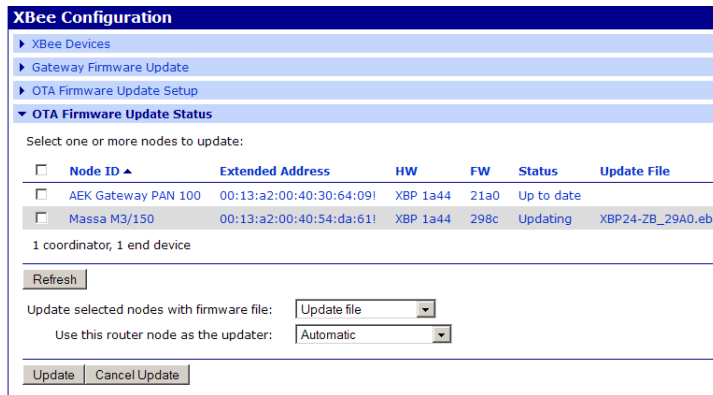 XBee Configuration
XBee Devices
Gateway Firmware Update
OTA Firmware Update Setup
OTA Firmware Update Status
Select one or more nodes to update:
Node ID Extended Address HW FW Status Update File
AEK Gateway PAN 100 00:13:a2:00:40:30:64:09! XBP 1a44 21a0 Up to date
Massa M3/150 00:13:a2:00:40:54:da:61! XBP 1a44 298c Updating XBP24-ZB_29A0.eb
1 coordinator, 1 end device
Refresh
Update selected nodes with firmware file: Update file
Use this router node as the updater: Automatic
Update Cancel Update